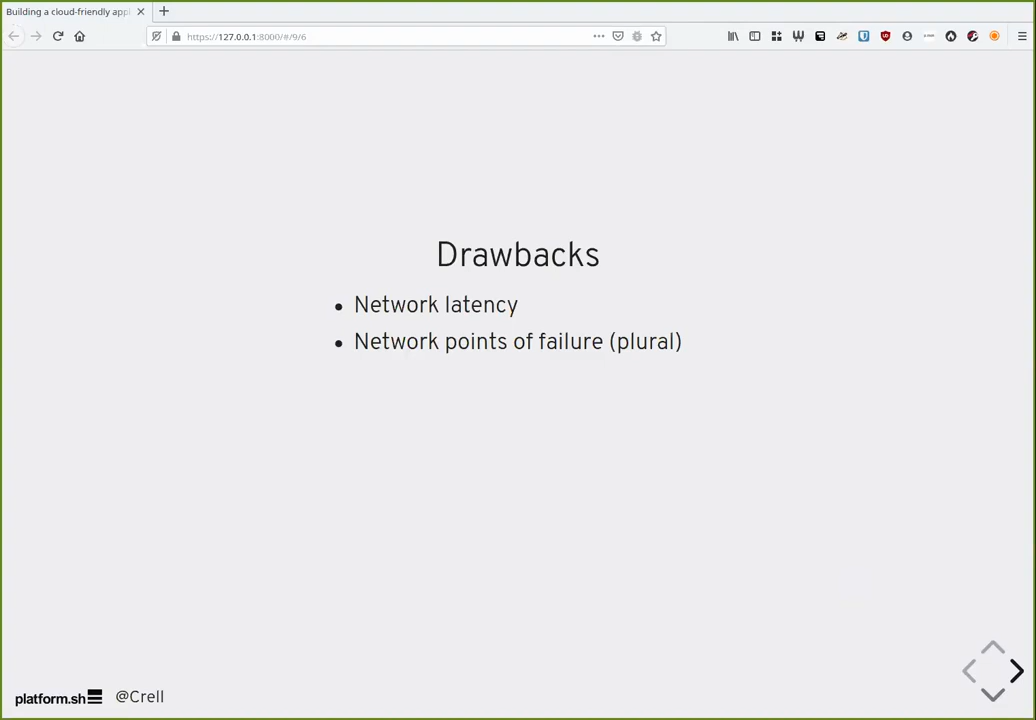 Building a cloud-friendly appl
https://127.0.0.1:8000/#/9/6
Drawbacks
Network latency
Network points of failure (plural)
platform.sh @Crell